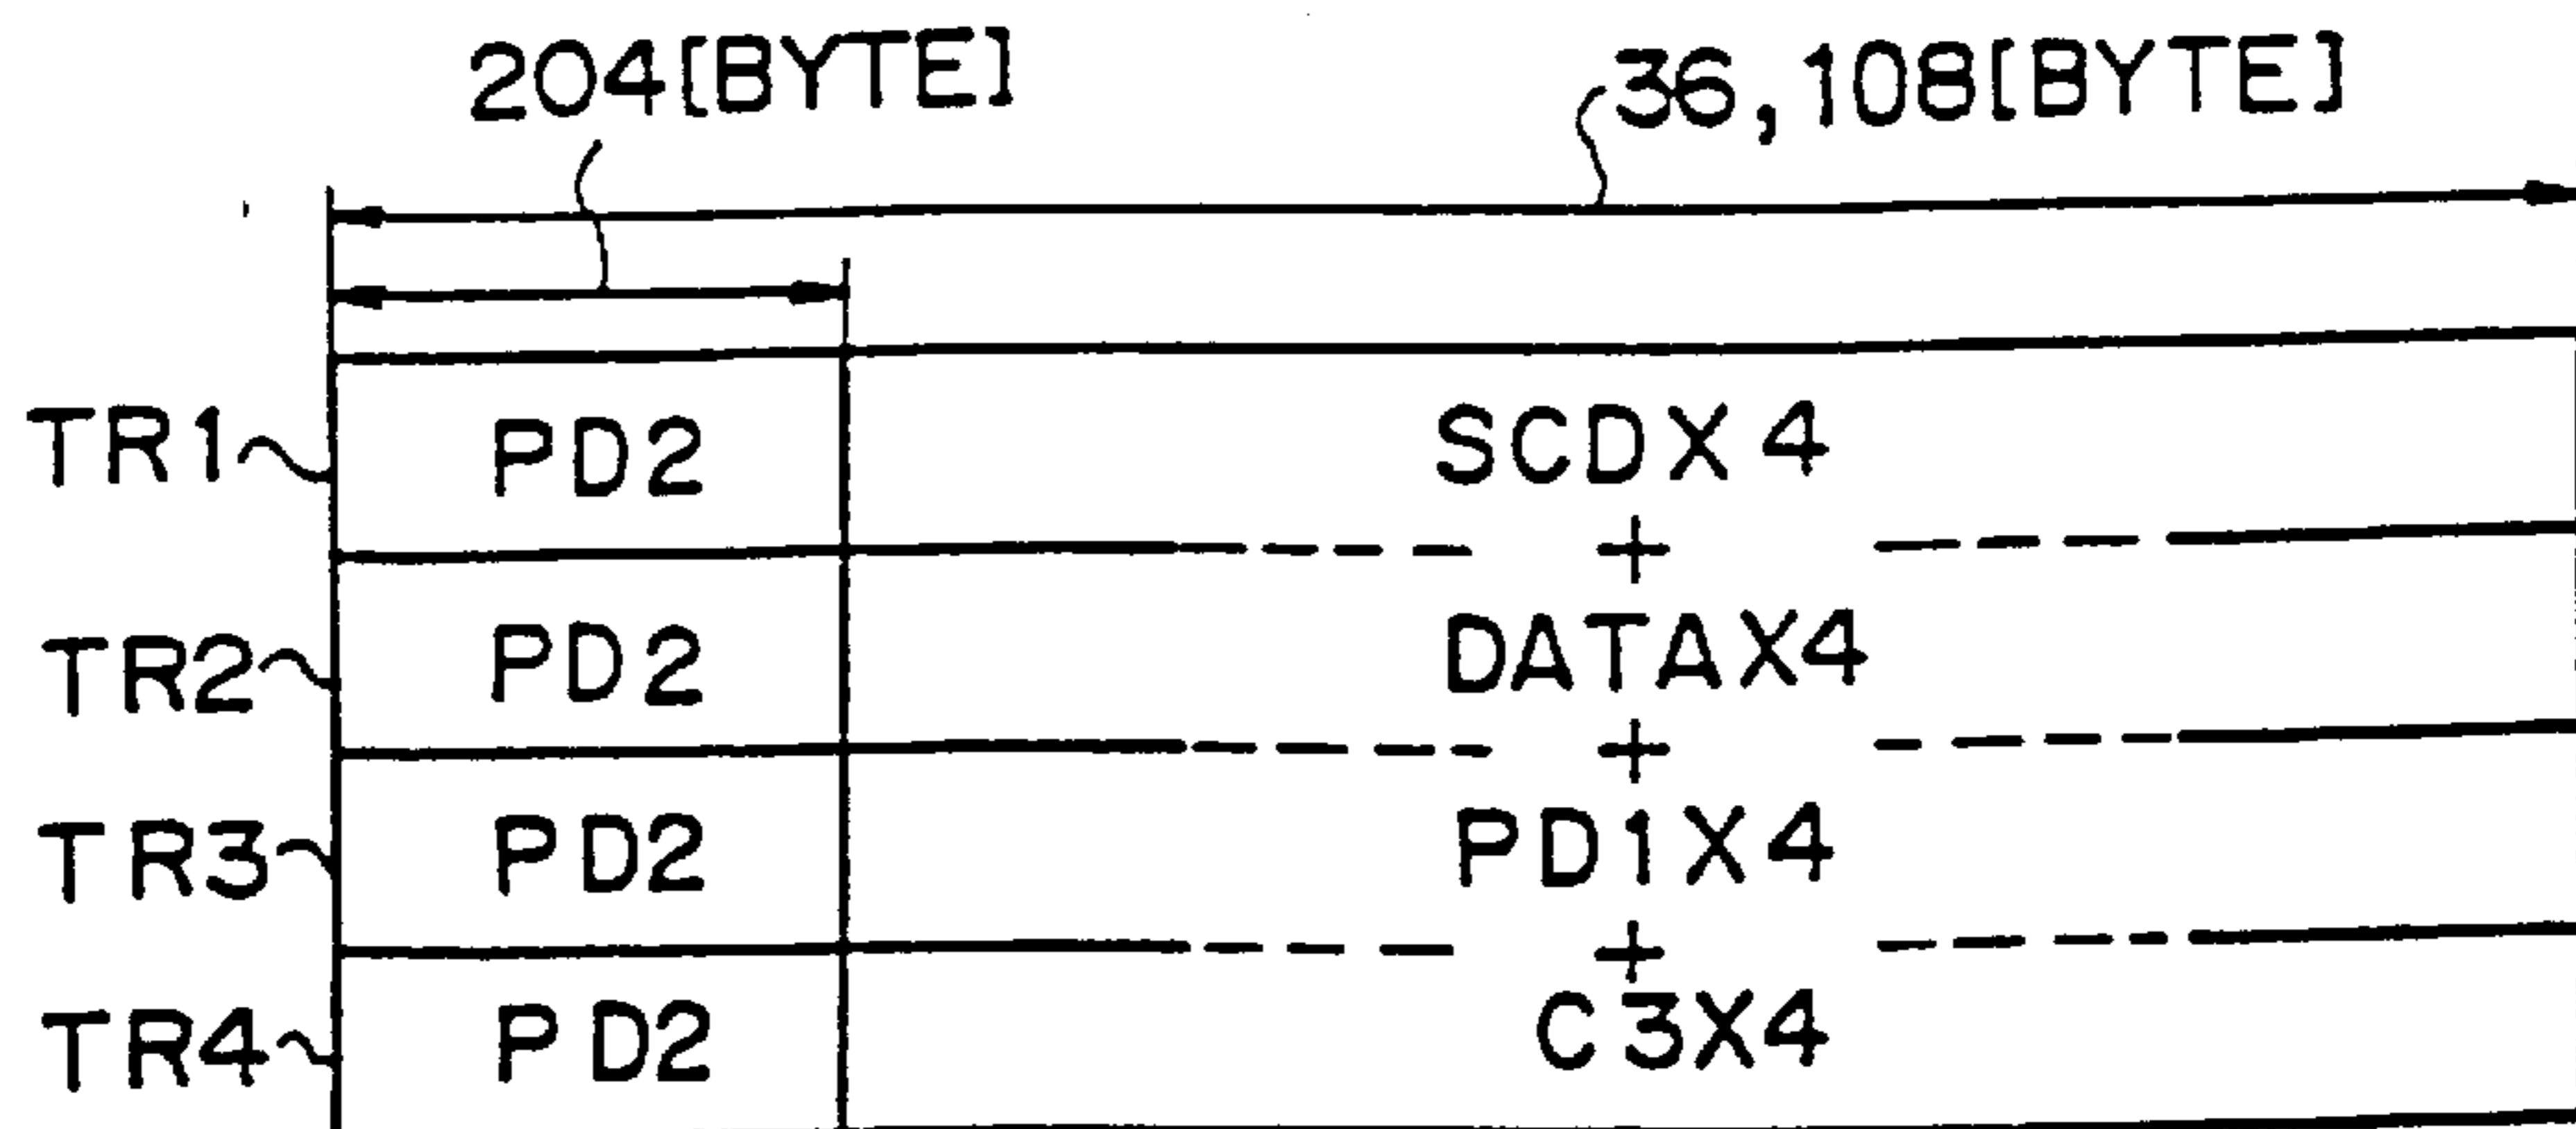 204[BYTE]
36,108[BYTE]
TR1
PD2
SCDX4
+
TR2
PD2
DATAX4
+
TR3
PD2
PD1X4
+
TR4
PD2
C3X4